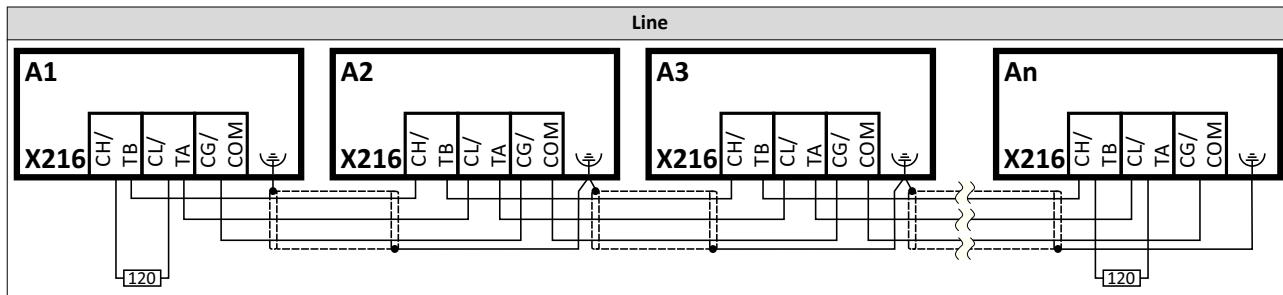 Line
A1 A2 A3 An
X216 CH/ TB CL/ TA CG/ COM X216 CH/ TB CL/ TA CG/ COM X216 CH/ TB CL/ TA CG/ COM X216 CH/ TB CL/ TA CG/ COM
120 120